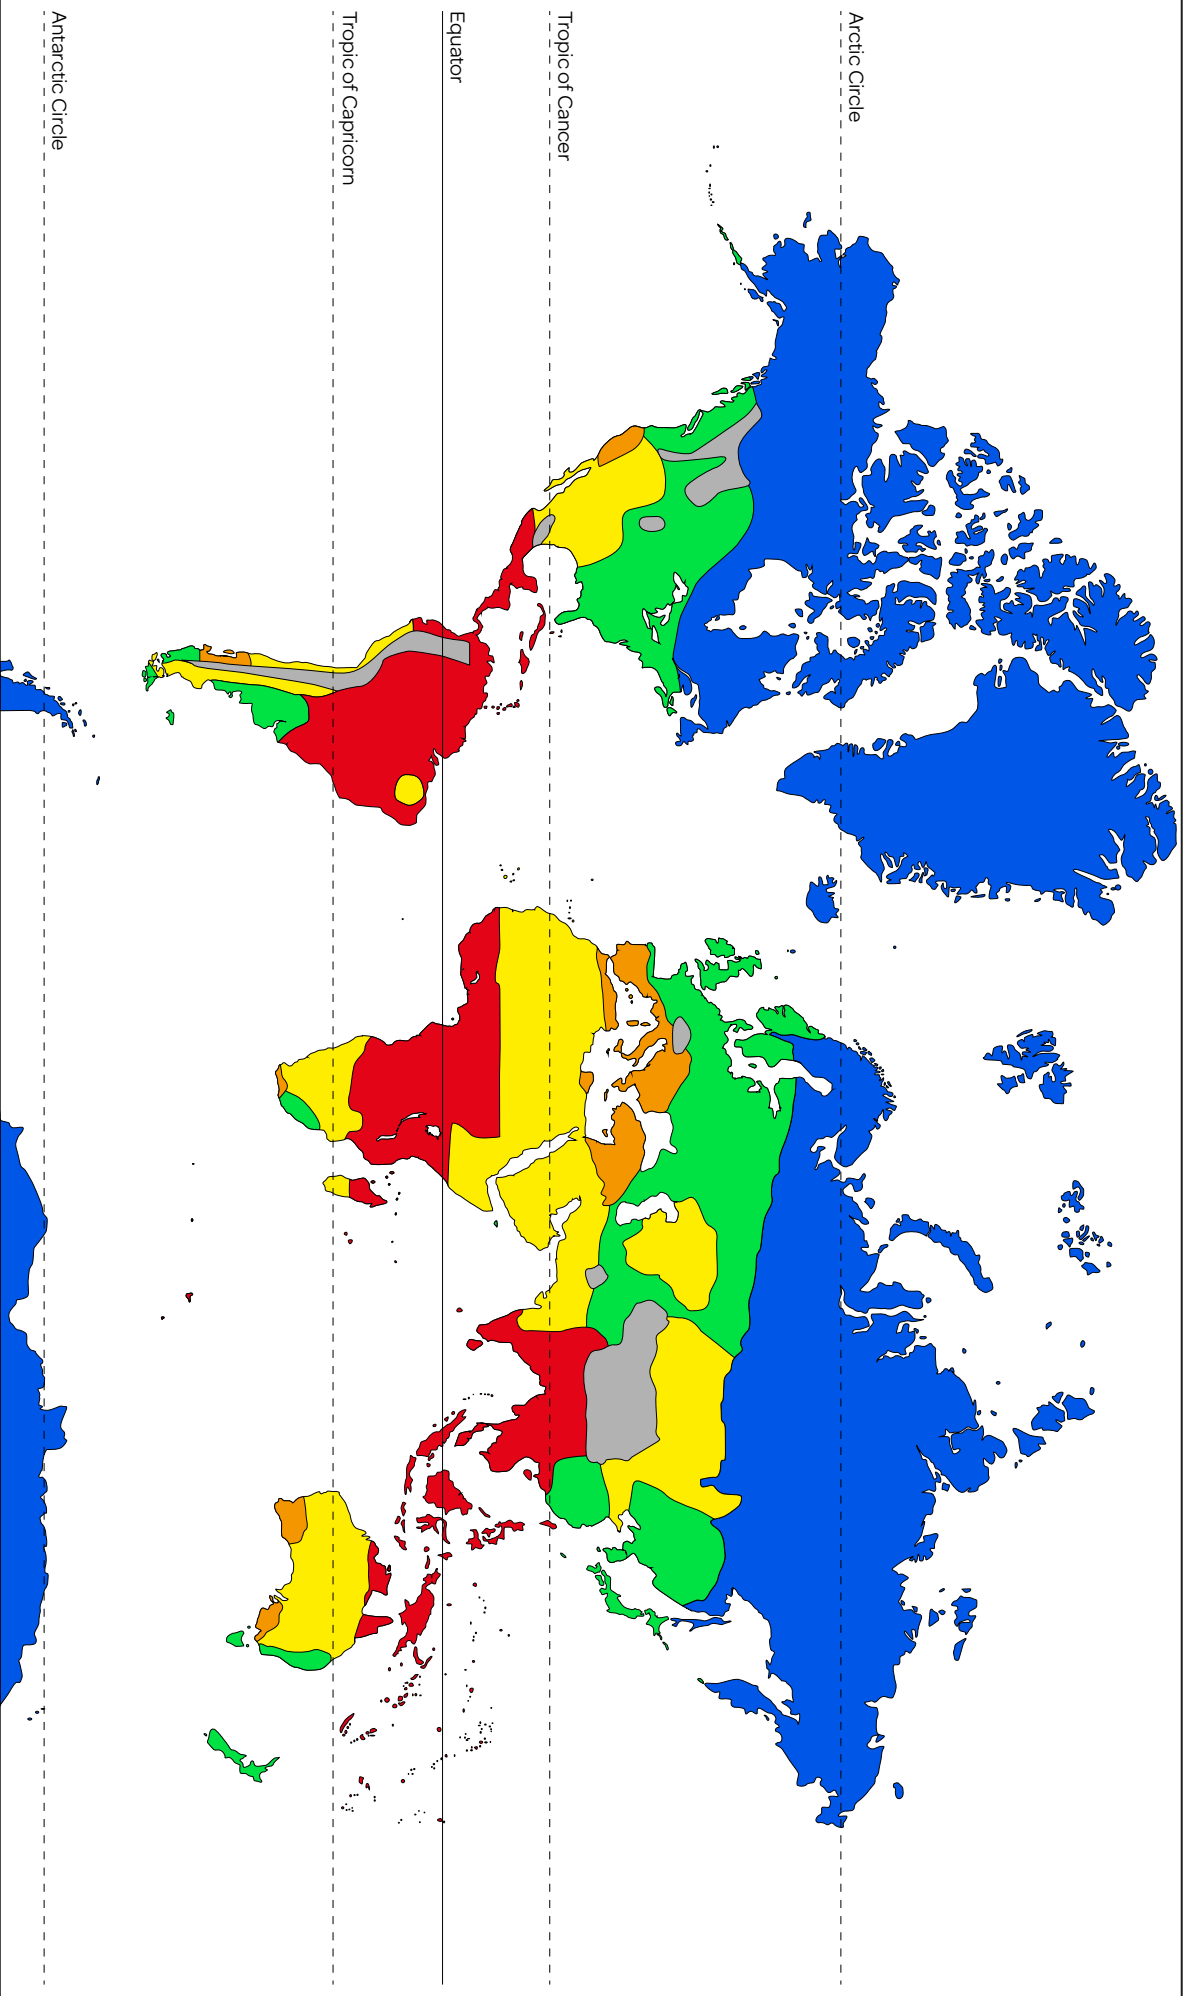 Arctic Circle
Tropic of Cancer
Equator
Tropic of Capricorn
Antarctic Circle